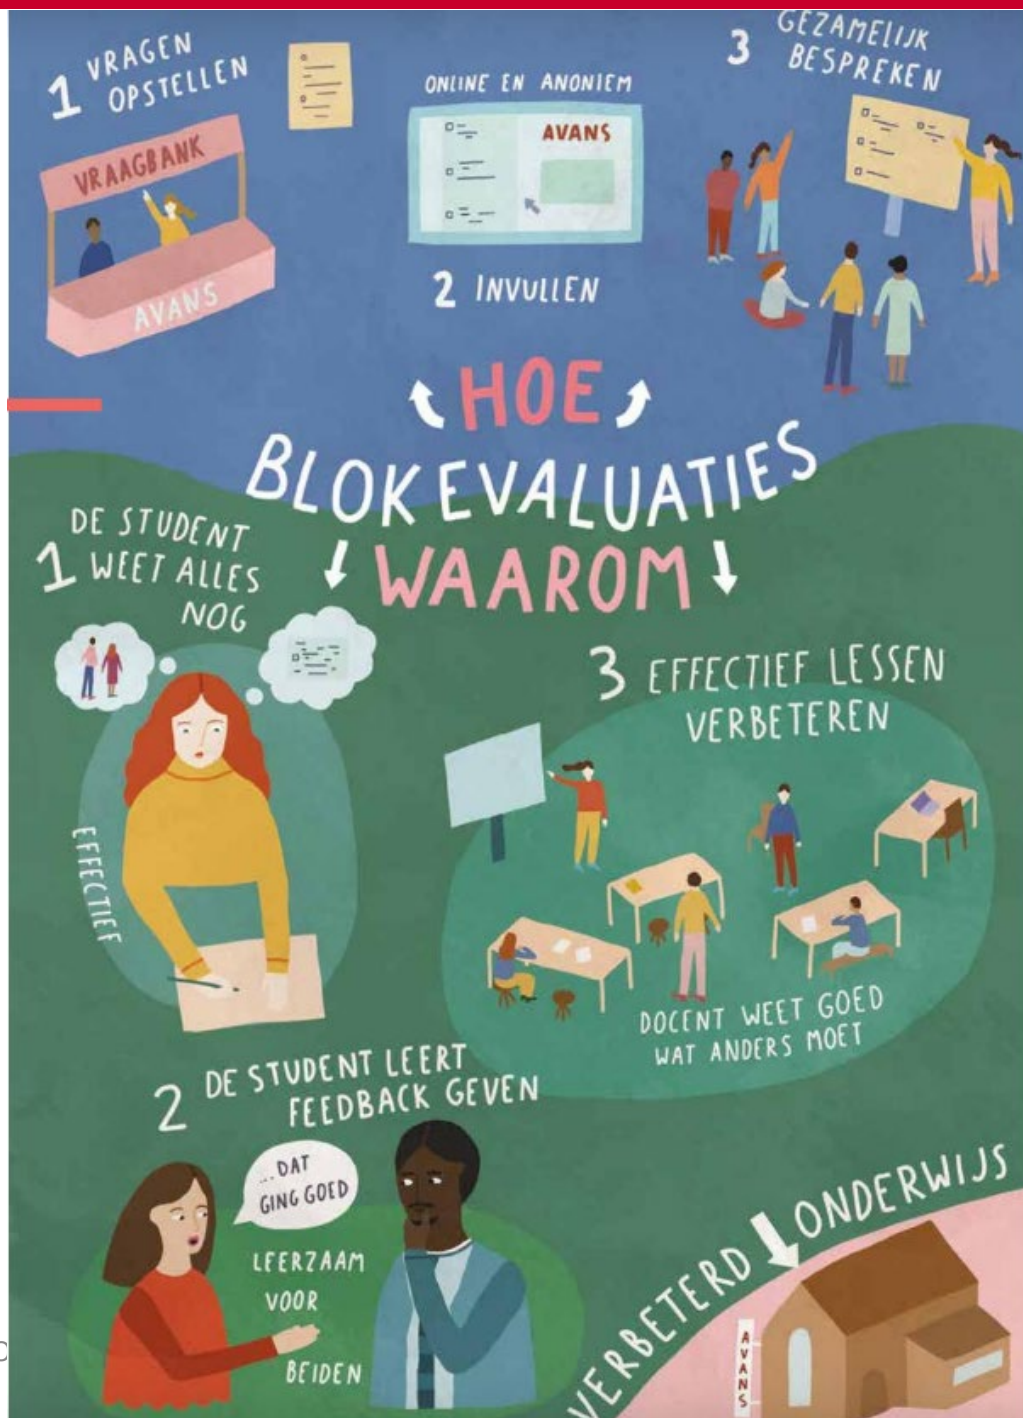 1 VRAGEN
OPSTELLEN
VRAAGBANK
AVANS
ONLINE EN ANONIEM
AVANS
2 INVULLEN
3 GEZAMELIJK
BESPREKEN
HOE
BLOKEVALUATIES
WAAROM
DE STUDENT
1 WEET ALLES
NOG
EFFECTIEF
2 DE STUDENT LEERT
FEEDBACK GEVEN
...DAT
GING GOED
LEERZAAM
VOOR
BEIDEN
3 EFFECTIEF LESSEN
VERBETEREN
DOCENT WEET GOED
WAT ANDERS MOET
VERBETERD ONDERWIJS
AVANS